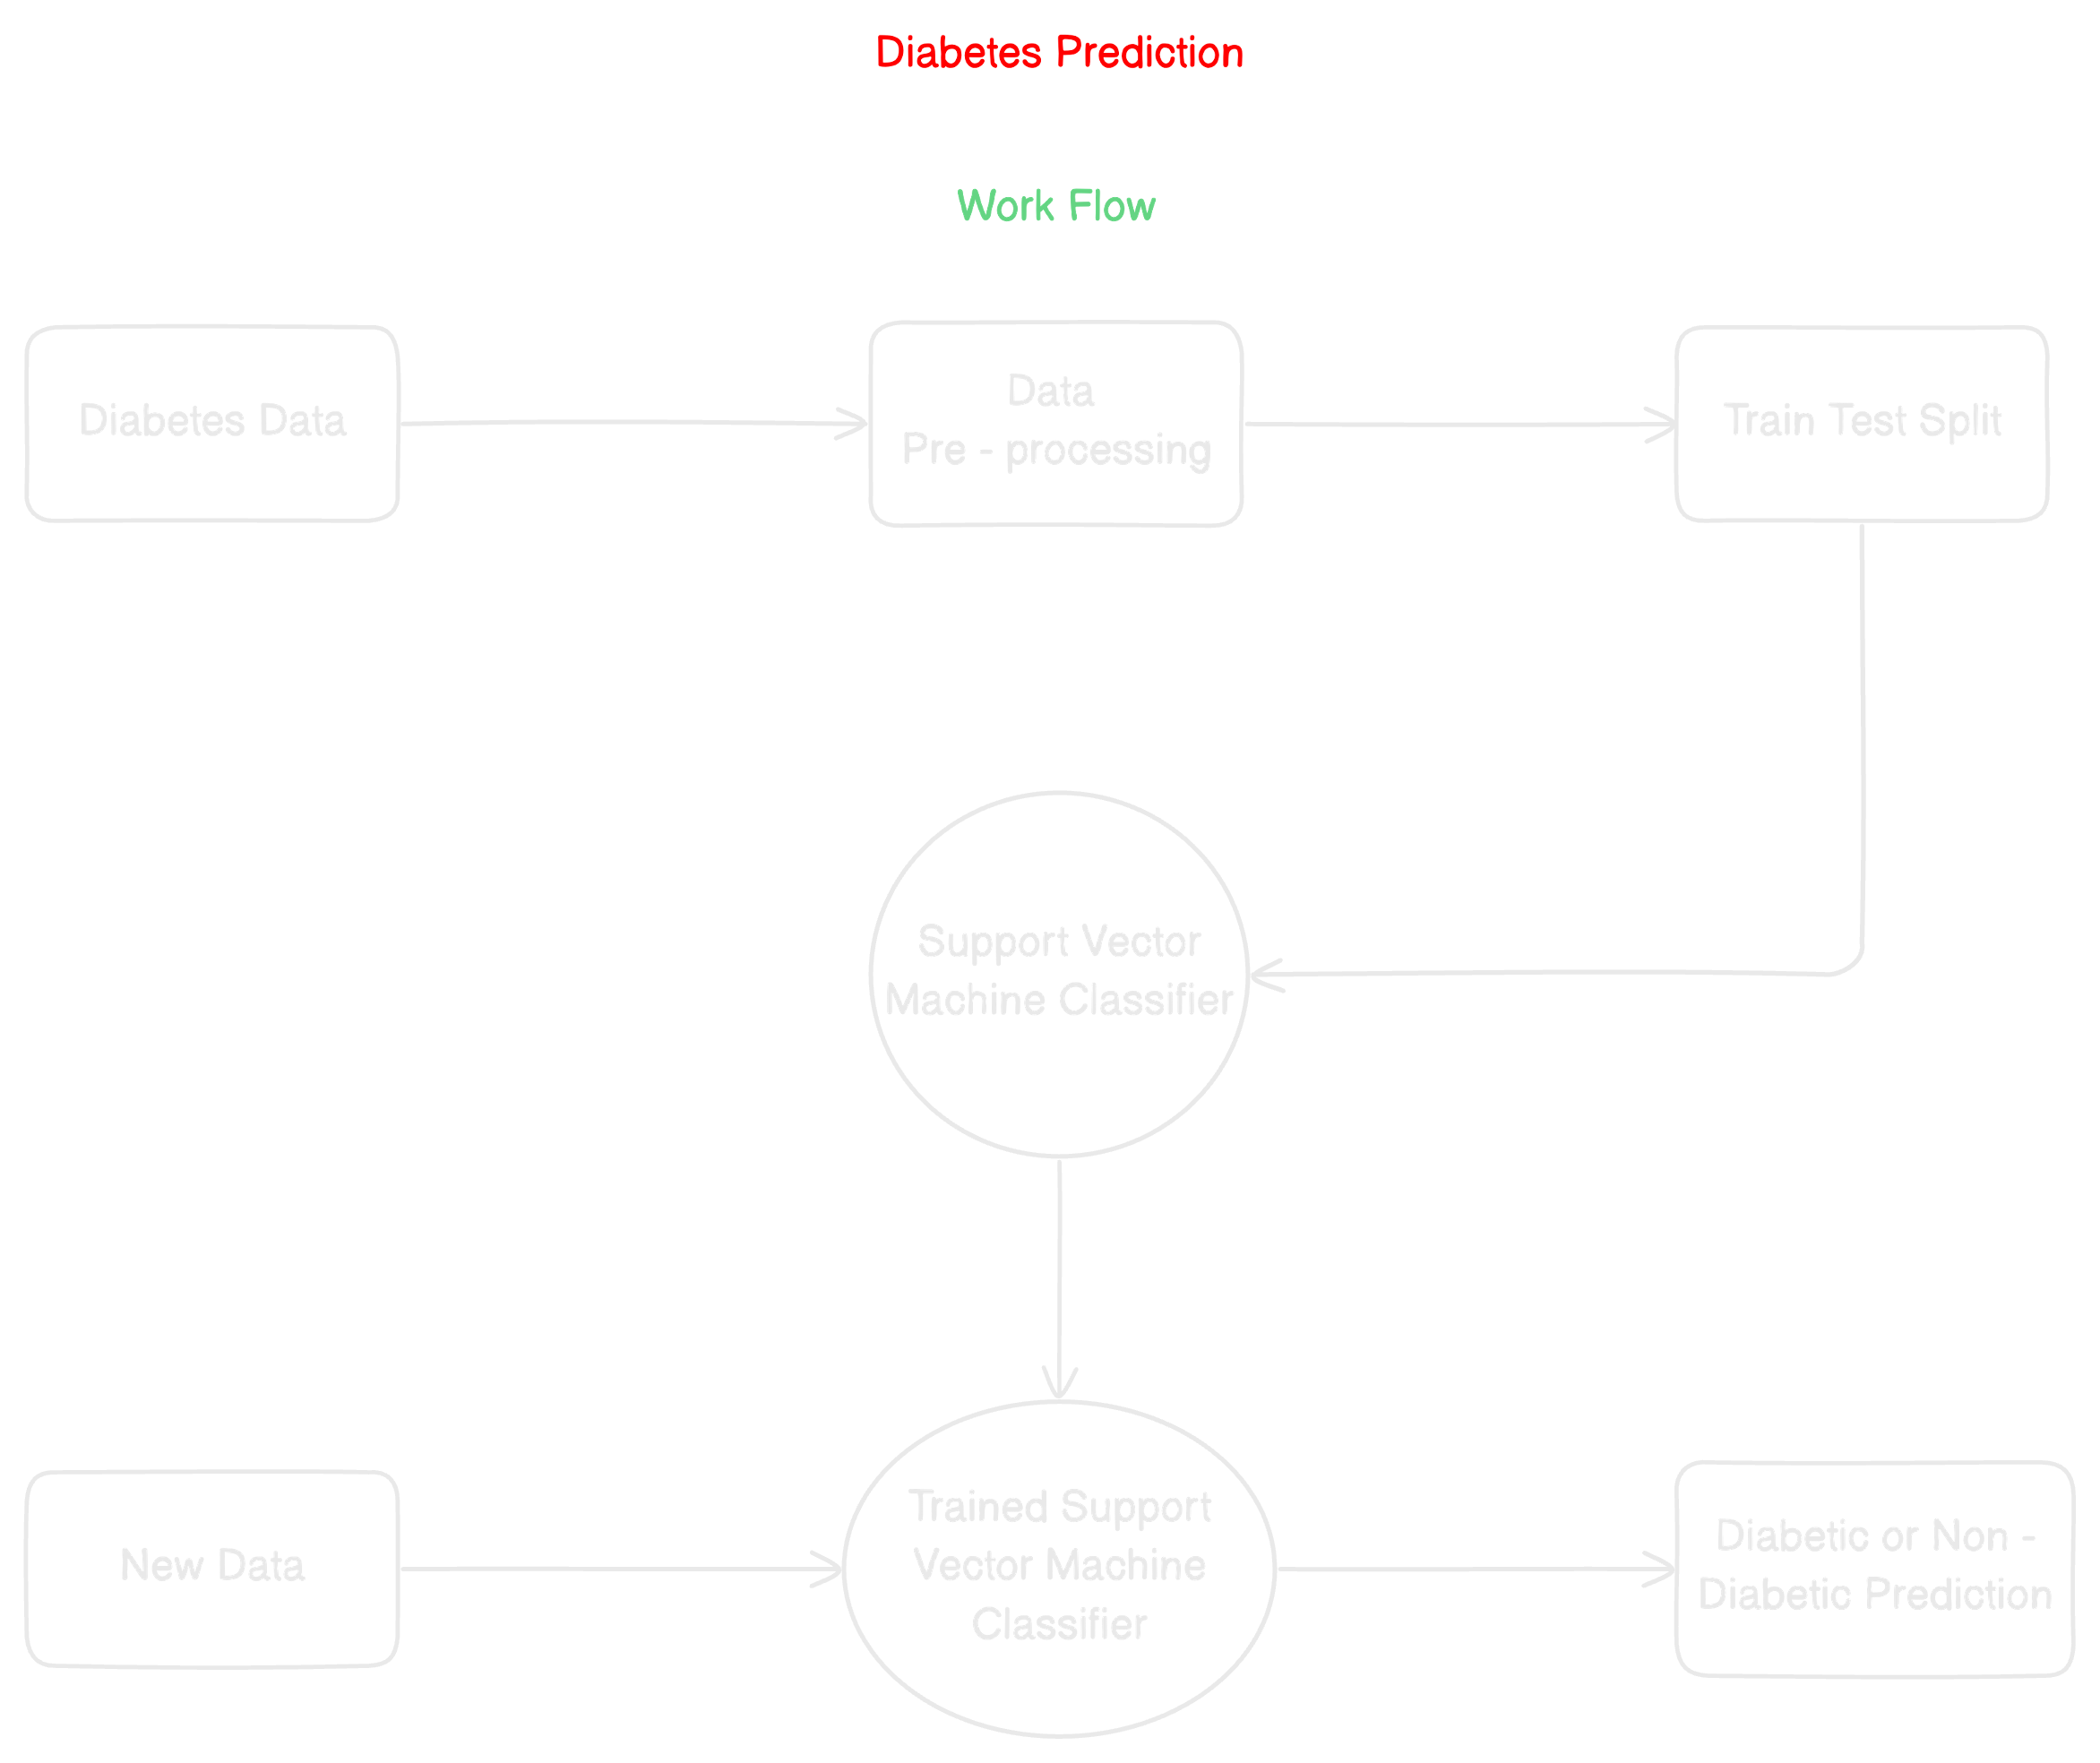 Diabetes Prediction
Work Flow
Diabetes Data
Data
Pre - processing
Train Test Split
Support Vector
Machine Classifier
New Data
Trained Support
Vector Machine
Classifier
Diabetic or Non -
Diabetic Prediction